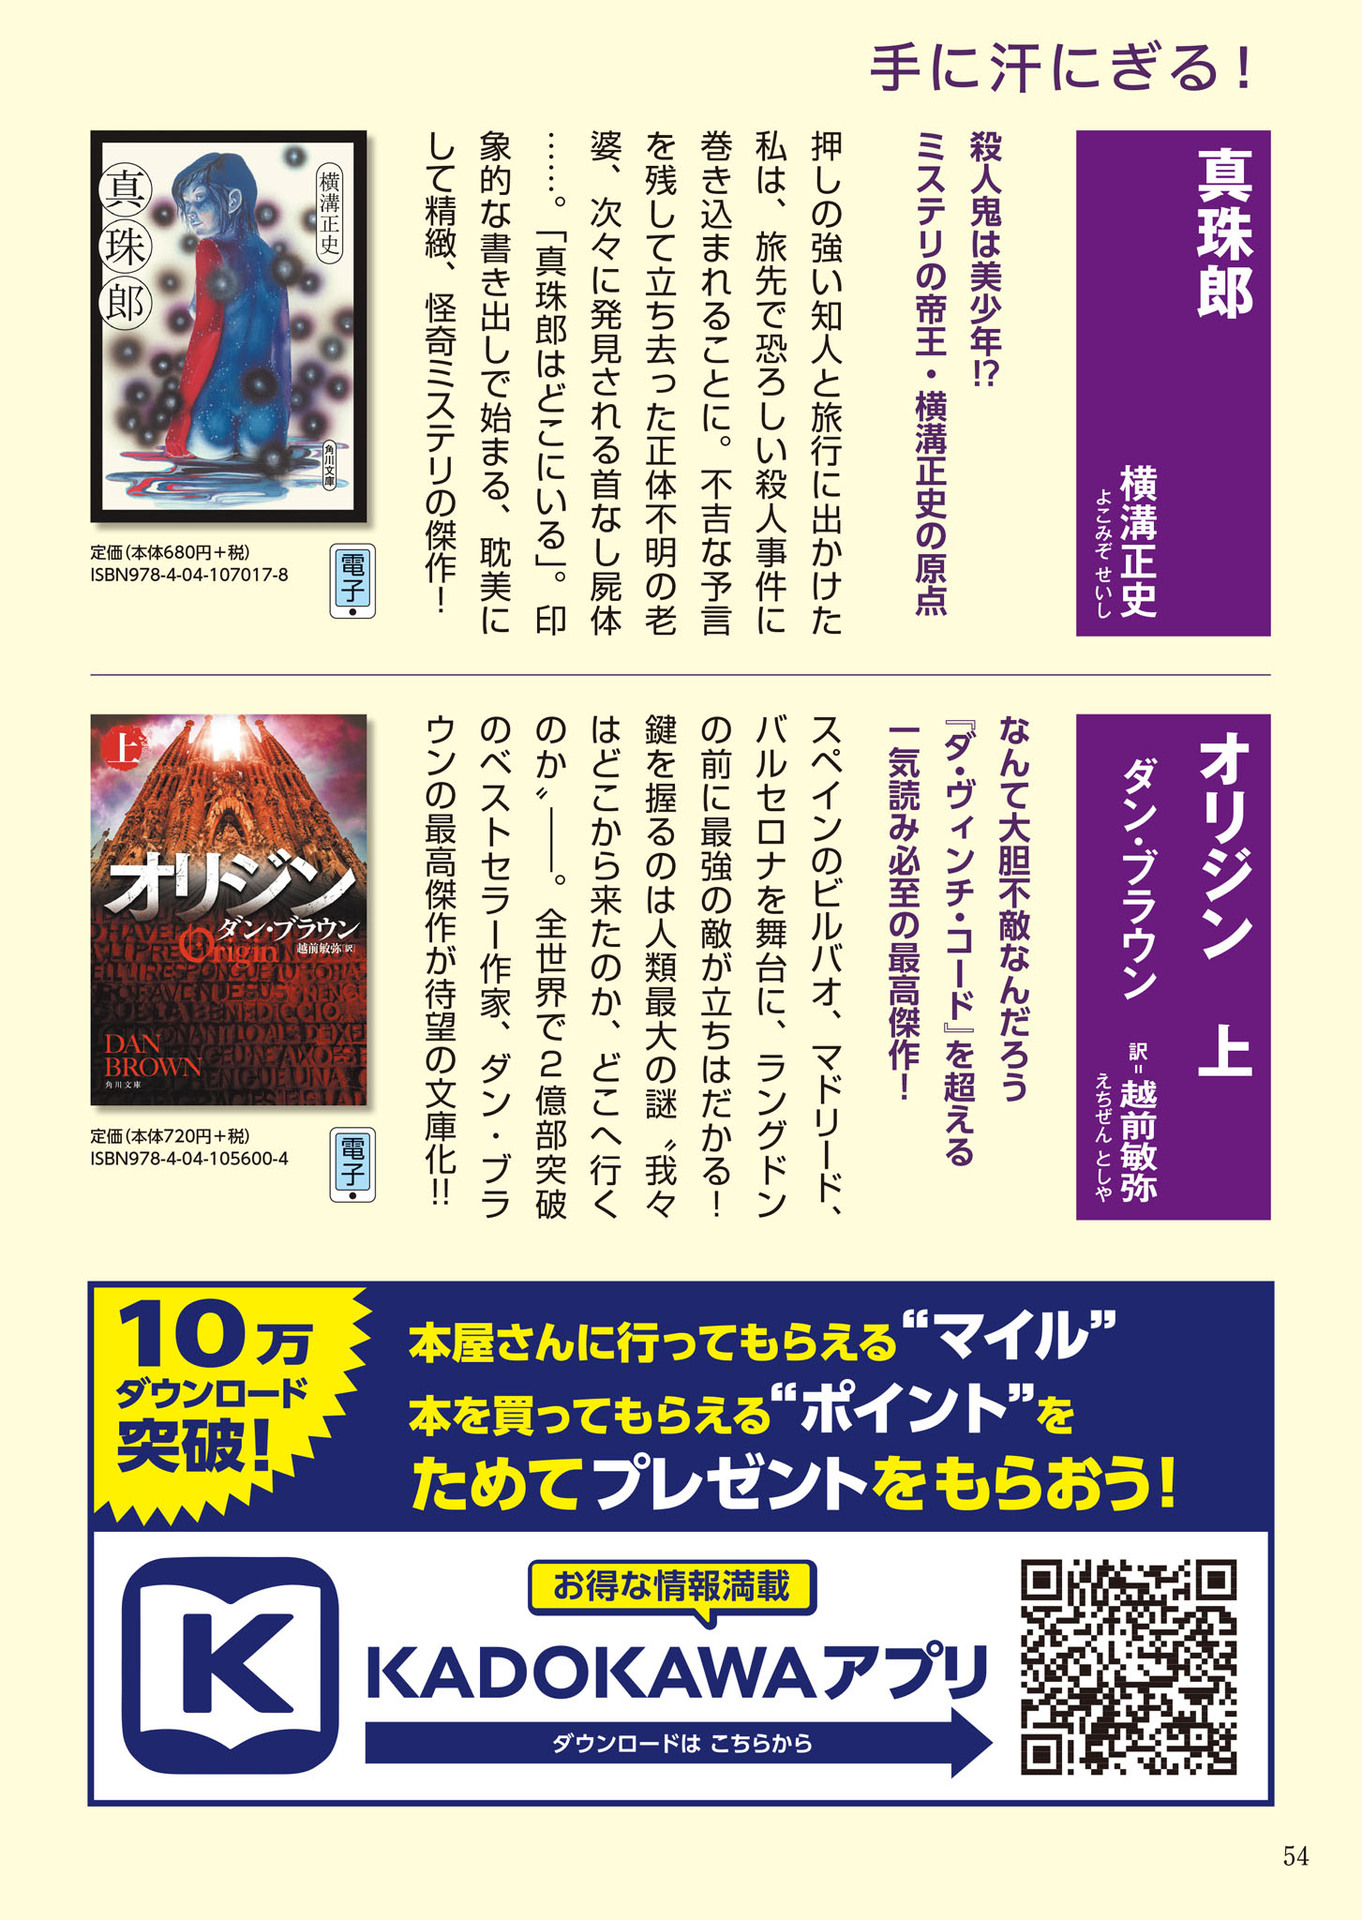 手に汗にぎる！
真珠郎
横溝正史
よこみぞ せいし
殺人鬼は美少年!?
ミステリの帝王・横溝正史の原点
押しの強い知人と旅行に出かけた
私は、旅先で恐ろしい殺人事件に
巻き込まれることに。不吉な予言
を残して立ち去った正体不明の老
婆、次々に発見される首なし屍体
……。「真珠郎はどこにいる」。印
象的な書き出しで始まる、耽美に
して精緻、怪奇ミステリの傑作！
横溝正史
真珠郎
角川文庫
定価（本体680円＋税）
ISBN978-4-04-107017-8
電子
オリジン 上
ダン・ブラウン 訳＝越前敏弥
えちぜん としや
なんて大胆不敵なんだろう
『ダ・ヴィンチ・コード』を超える
一気読み必至の最高傑作！
スペインのビルバオ、マドリード、
バルセロナを舞台に、ラングドン
の前に最強の敵が立ちはだかる！
鍵を握るのは人類最大の謎〝我々
はどこから来たのか、どこへ行く
のか〟――。全世界で２億部突破
のベストセラー作家、ダン・ブラ
ウンの最高傑作が待望の文庫化!!
上
オリジン
ダン・ブラウン
越前敏弥 訳
Origin
DAN
BROWN
角川文庫
定価（本体720円＋税）
ISBN978-4-04-105600-4
電子
10万
ダウンロード
突破！
本屋さんに行ってもらえる“マイル”
本を買ってもらえる“ポイント”を
ためてプレゼントをもらおう！
K
お得な情報満載
KADOKAWAアプリ
ダウンロードは こちらから
54